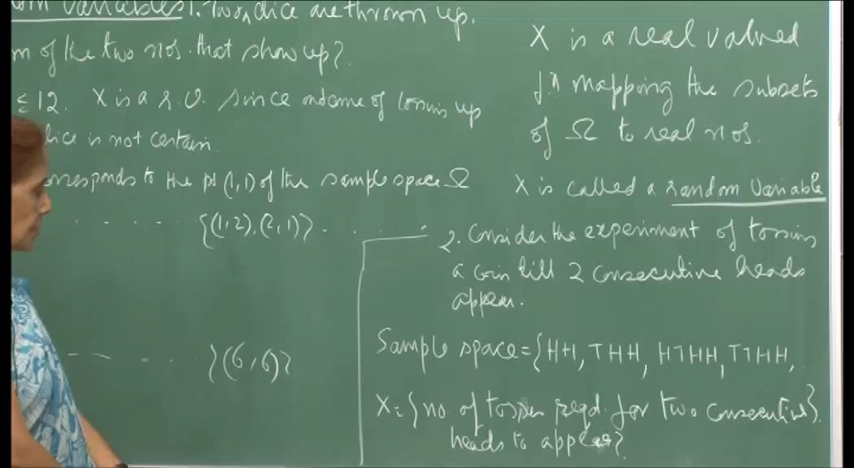 om variables 1. Two dice are thrown up.
m of the two nos. that show up?
≤ 12. X is a r.v. since outcome of tossing up
dice is not certain.
orresponds to the pt (1,1) of the sample space Ω
. . . . {(1,2),(2,1)} . . . .
. . . {(6,6)}
X is a real valued
f.n mapping the subsets
of Ω to real nos.
X is called a random variable
2. Consider the experiment of tossing
a coin till 2 consecutive heads
appear.
Sample space = {HH, THH, HTHH, TTHH,
X = {no. of tosses reqd. for two consecutive}
heads to appear}.